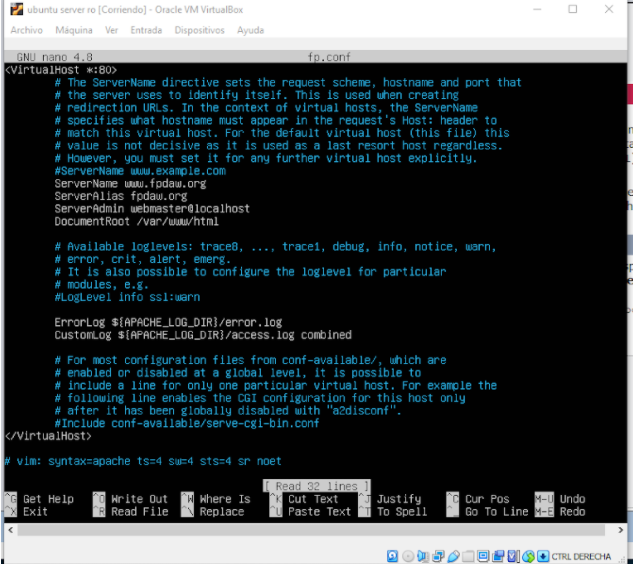 ubuntu server ro [Corriendo] - Oracle VM VirtualBox
Archivo Máquina Ver Entrada Dispositivos Ayuda
GNU nano 4.8 fp.conf
<VirtualHost *:80>
# The ServerName directive sets the request scheme, hostname and port that
# the server uses to identify itself. This is used when creating
# redirection URLs. In the context of virtual hosts, the ServerName
# specifies what hostname must appear in the request's Host: header to
# match this virtual host. For the default virtual host (this file) this
# value is not decisive as it is used as a last resort host regardless.
# However, you must set it for any further virtual host explicitly.
#ServerName www.example.com
ServerName www.fpdaw.org
ServerAlias fpdaw.org
ServerAdmin webmaster@localhost
DocumentRoot /var/www/html
# Available loglevels: trace8, ..., trace1, debug, info, notice, warn,
# error, crit, alert, emerg.
# It is also possible to configure the loglevel for particular
# modules, e.g.
#LogLevel info ssl:warn
ErrorLog ${APACHE_LOG_DIR}/error.log
CustomLog ${APACHE_LOG_DIR}/access.log combined
# For most configuration files from conf-available/, which are
# enabled or disabled at a global level, it is possible to
# include a line for only one particular virtual host. For example the
# following line enables the CGI configuration for this host only
# after it has been globally disabled with "a2disconf".
#Include conf-available/serve-cgi-bin.conf
</VirtualHost>
# vim: syntax=apache ts=4 sw=4 sts=4 sr noet
[ Read 32 lines ]
^G Get Help ^O Write Out ^W Where Is ^K Cut Text ^J Justify ^C Cur Pos M-U Undo
^X Exit ^R Read File ^\ Replace ^U Paste Text ^T To Spell ^_ Go To Line M-E Redo
CTRL DERECHA